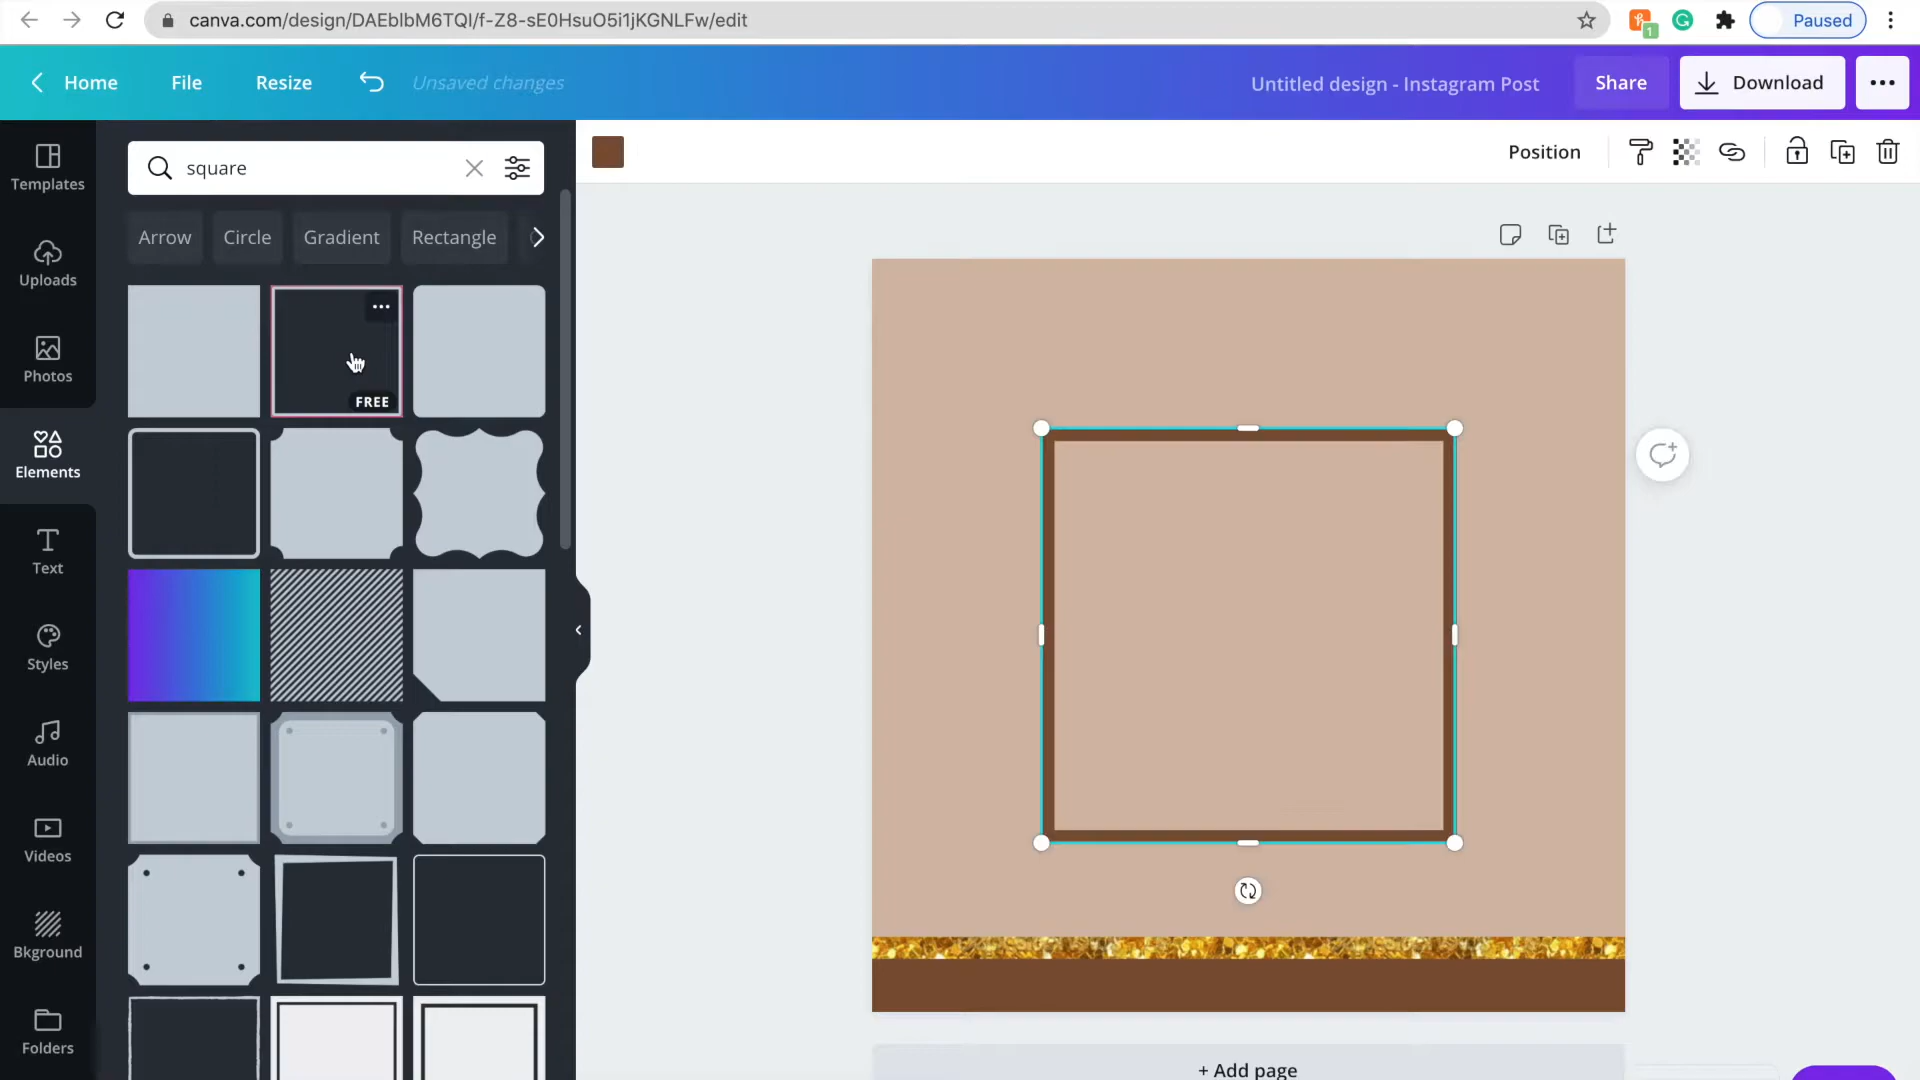 canva.com/design/DAEblbM6TQI/f-Z8-sE0HsuO5i1jKGNLFw/edit
1
Paused
Home
File
Resize
Unsaved changes
Untitled design - Instagram Post
Share
Download
Templates
square
Position
Arrow
Circle
Gradient
Rectangle
Uploads
Photos
FREE
Elements
Text
Styles
Audio
Videos
Bkground
Folders
+ Add page